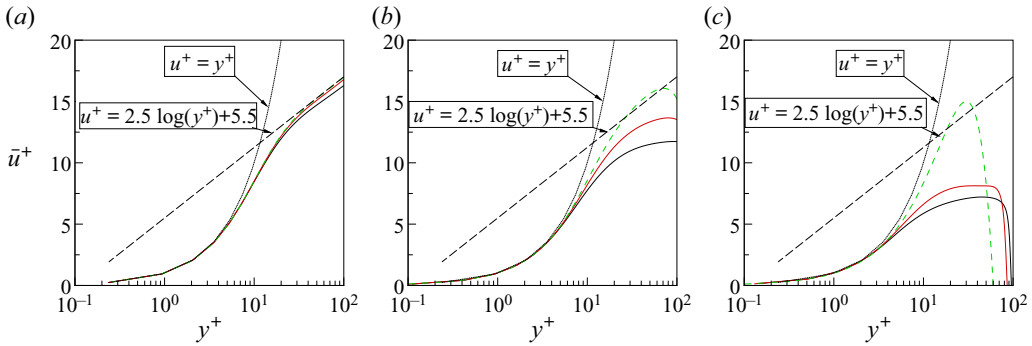 (a) (b) (c)
20 20 20
u⁺ = y⁺ u⁺ = y⁺ u⁺ = y⁺
15 15 15
u⁺ = 2.5 log(y⁺)+5.5 u⁺ = 2.5 log(y⁺)+5.5 u⁺ = 2.5 log(y⁺)+5.5
ū⁺ 10 10 10
5 5 5
0 0 0
10⁻¹ 10⁰ 10¹ 10² 10⁻¹ 10⁰ 10¹ 10² 10⁻¹ 10⁰ 10¹ 10²
y⁺ y⁺ y⁺